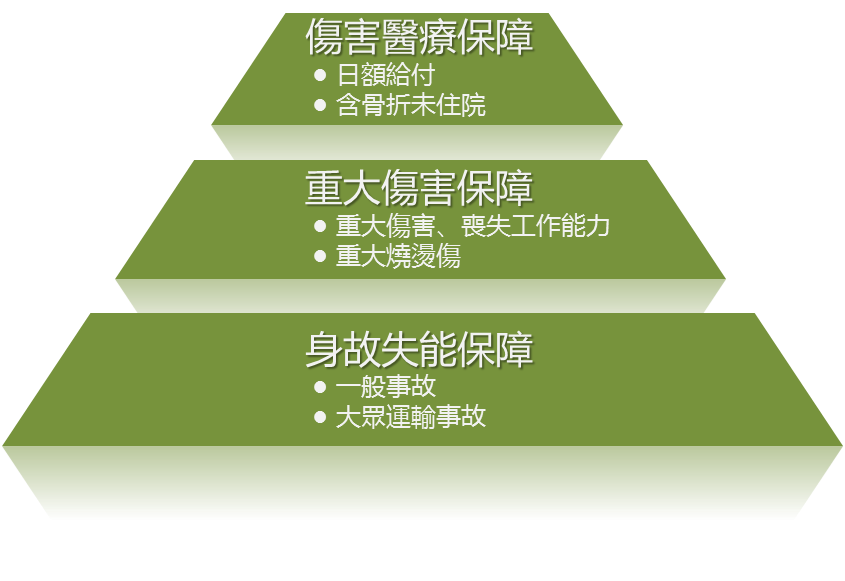 傷害醫療保障
● 日額給付
● 含骨折未住院
重大傷害保障
● 重大傷害、喪失工作能力
● 重大燒燙傷
身故失能保障
● 一般事故
● 大眾運輸事故